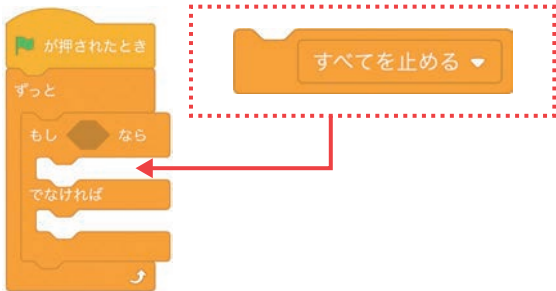 が押されたとき
すべてを止める
ずっと
もし なら
でなければ